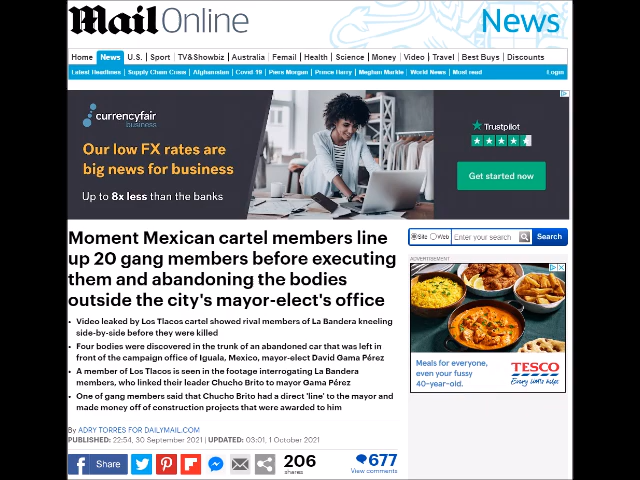 Mail Online
News
Home News U.S. Sport TV&Showbiz Australia Femail Health Science Money Video Travel Best Buys Discounts
Latest Headlines Supply Chain Crisis Afghanistan Covid-19 Piers Morgan Prince Harry Meghan Markle World News Most read Login
currencyfair
business
Our low FX rates are
big news for business
Up to 8x less than the banks
Trustpilot
Get started now
Moment Mexican cartel members line
up 20 gang members before executing
them and abandoning the bodies
outside the city's mayor-elect's office
Site Web Enter your search Search
ADVERTISEMENT
Meals for everyone,
even your fussy
40-year-old.
TESCO
Every little helps
• Video leaked by Los Tlacos cartel showed rival members of La Bandera kneeling
side-by-side before they were killed
• Four bodies were discovered in the trunk of an abandoned car that was left in
front of the campaign office of Iguala, Mexico, mayor-elect David Gama Pérez
• A member of Los Tlacos is seen in the footage interrogating La Bandera
members, who linked their leader Chucho Brito to mayor Gama Pérez
• One of gang members said that Chucho Brito had a direct 'line' to the mayor and
made money off of construction projects that were awarded to him
By ADRY TORRES FOR DAILYMAIL.COM
PUBLISHED: 22:54, 30 September 2021 | UPDATED: 03:01, 1 October 2021
Share
206
shares
677
View comments